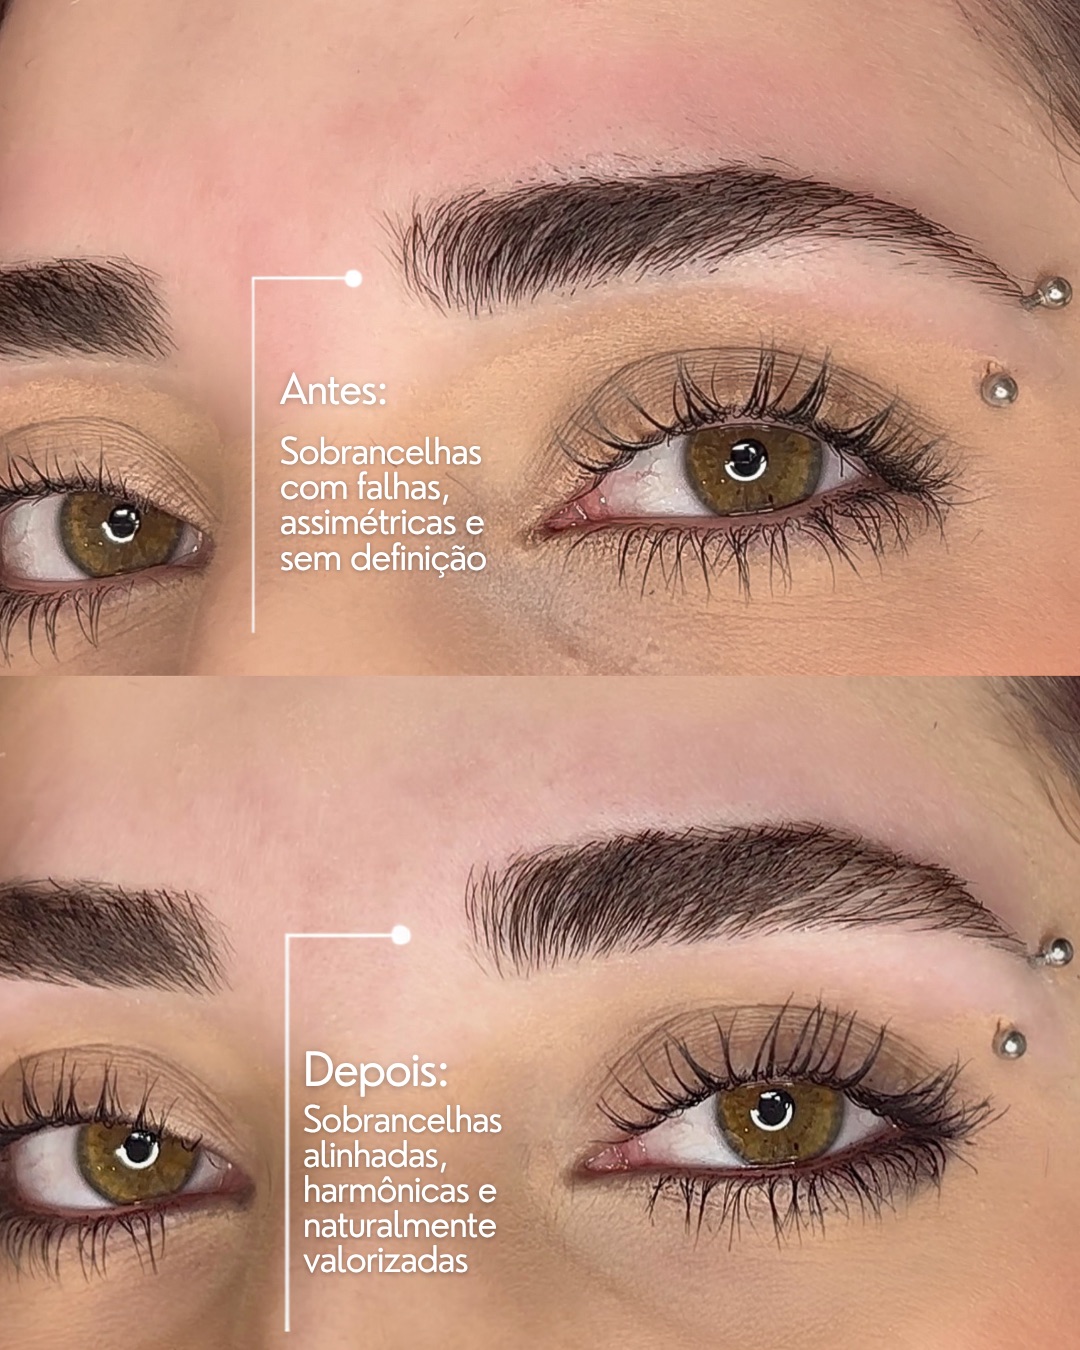 Antes:
Sobrancelhas
com falhas,
assimétricas e
sem definição
Depois:
Sobrancelhas
alinhadas,
harmônicas e
naturalmente
valorizadas